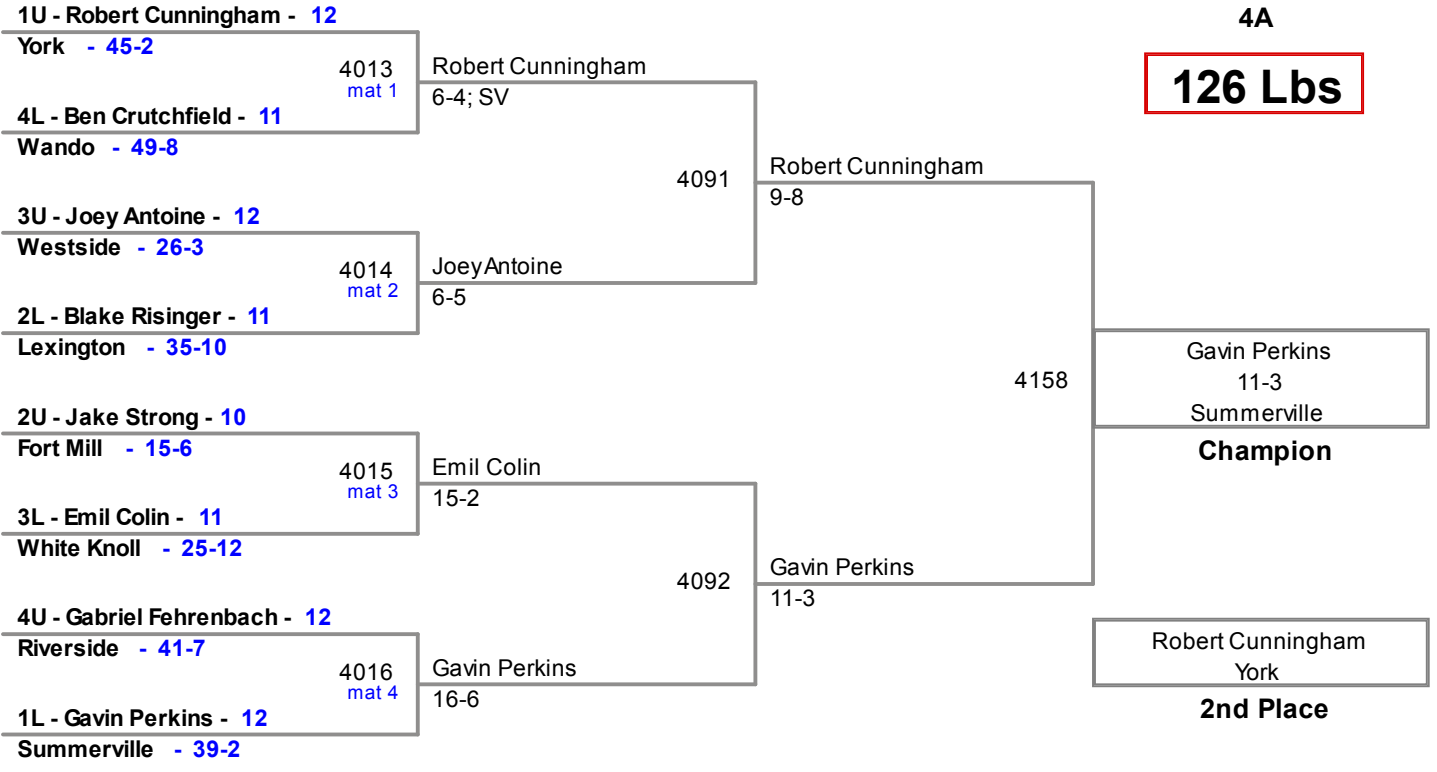 1U - Robert Cunningham - 12
York - 45-2
4013
mat 1
4L - Ben Crutchfield - 11
Wando - 49-8
3U - Joey Antoine - 12
Westside - 26-3
4014
mat 2
2L - Blake Risinger - 11
Lexington - 35-10
2U - Jake Strong - 10
Fort Mill - 15-6
4015
mat 3
3L - Emil Colin - 11
White Knoll - 25-12
4U - Gabriel Fehrenbach - 12
Riverside - 41-7
4016
mat 4
1L - Gavin Perkins - 12
Summerville - 39-2
Robert Cunningham
6-4; SV
4091
Joey Antoine
6-5
Emil Colin
15-2
4092
Gavin Perkins
16-6
Robert Cunningham
9-8
4158
Gavin Perkins
11-3
4A
126 Lbs
Gavin Perkins
11-3
Summerville
Champion
Robert Cunningham
York
2nd Place